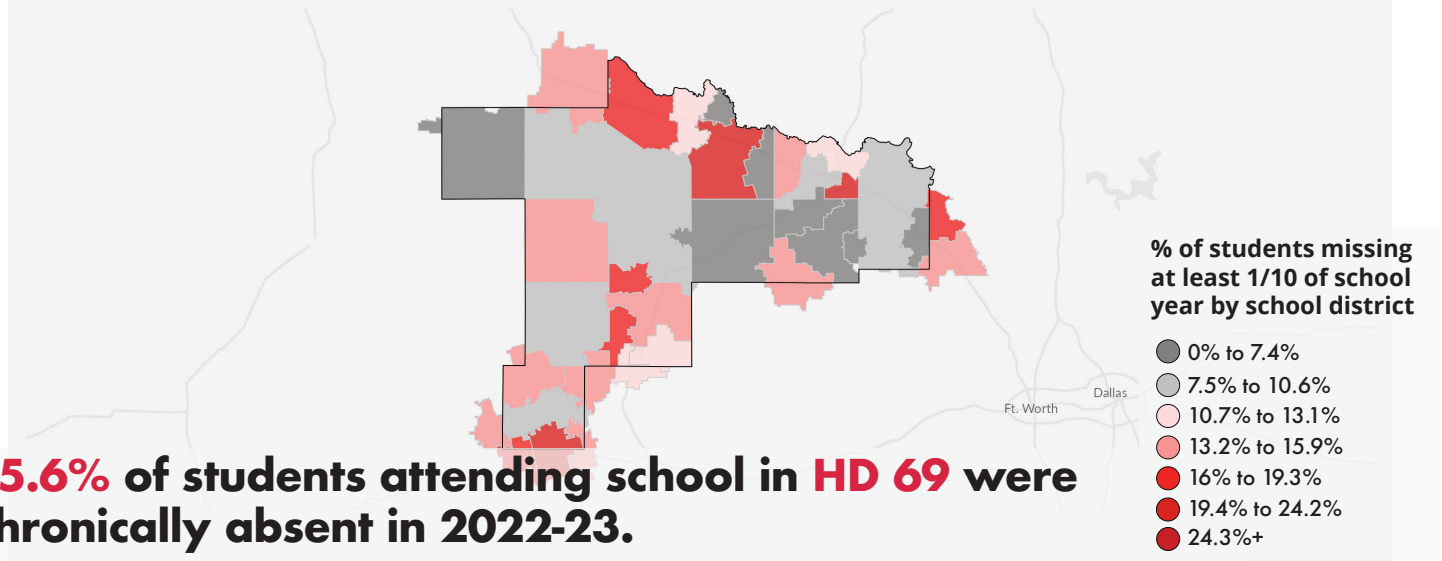 % of students missing
at least 1/10 of school
year by school district
0% to 7.4%
7.5% to 10.6%
10.7% to 13.1%
13.2% to 15.9%
16% to 19.3%
19.4% to 24.2%
24.3%+
Dallas
Ft. Worth
5.6% of students attending school in HD 69 were
hronically absent in 2022-23.